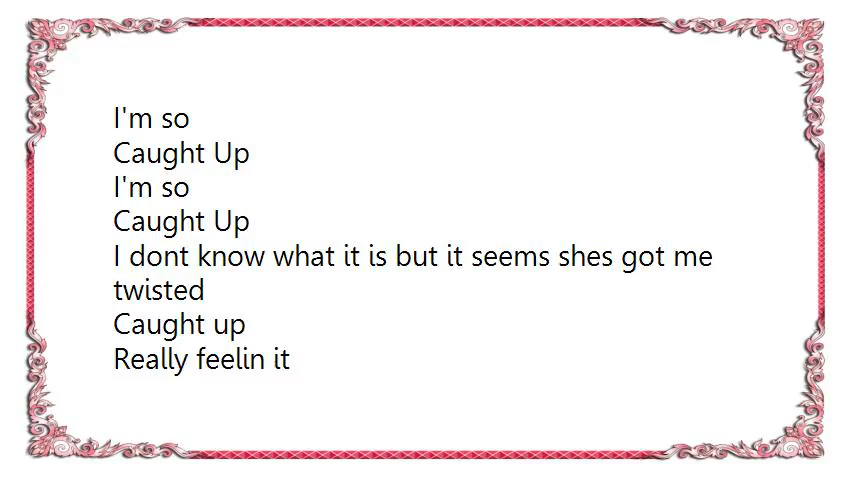 I'm so
Caught Up
I'm so
Caught Up
I dont know what it is but it seems shes got me
twisted
Caught up
Really feelin it